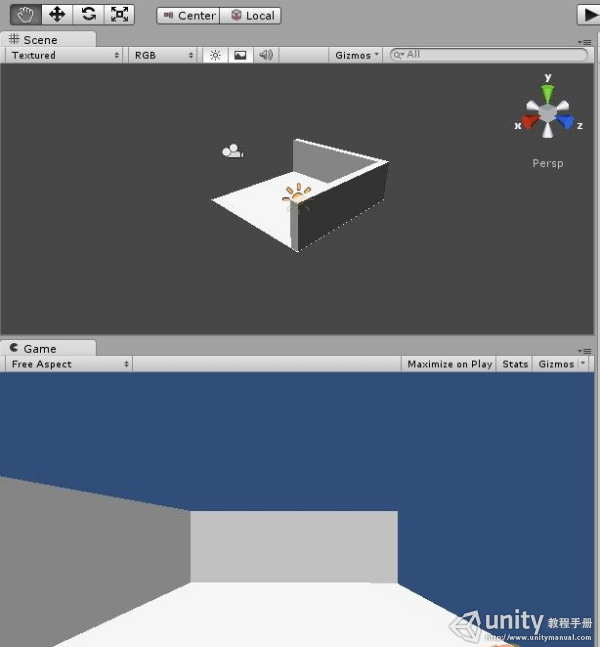 Center Local
Scene
Textured RGB Gizmos All
y
x z
Persp
Game
Free Aspect Maximize on Play Stats Gizmos
unity 教程手册
http://www.unitymanual.com